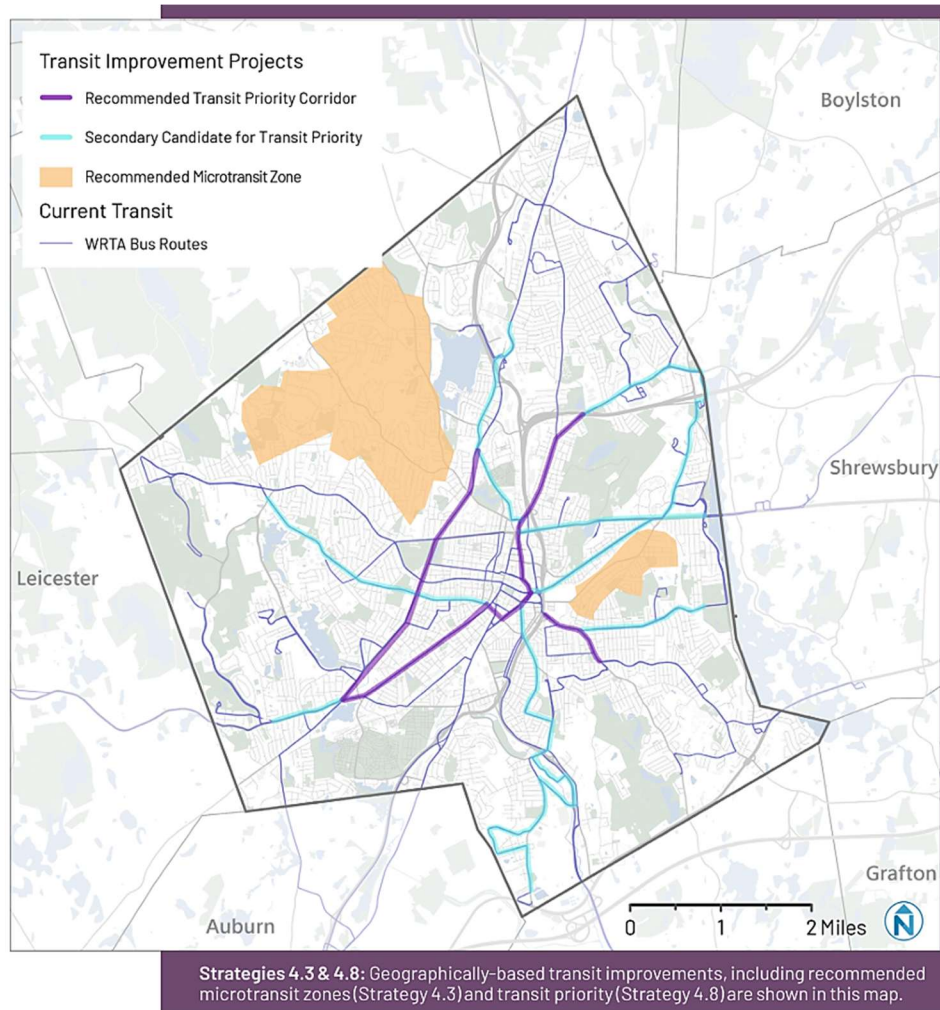 Transit Improvement Projects
Recommended Transit Priority Corridor
Secondary Candidate for Transit Priority
Recommended Microtransit Zone
Current Transit
WRTA Bus Routes
Boylston
Shrewsbury
Leicester
Grafton
Auburn
0 1 2 Miles
N
Strategies 4.3 & 4.8: Geographically-based transit improvements, including recommended
microtransit zones (Strategy 4.3) and transit priority (Strategy 4.8) are shown in this map.